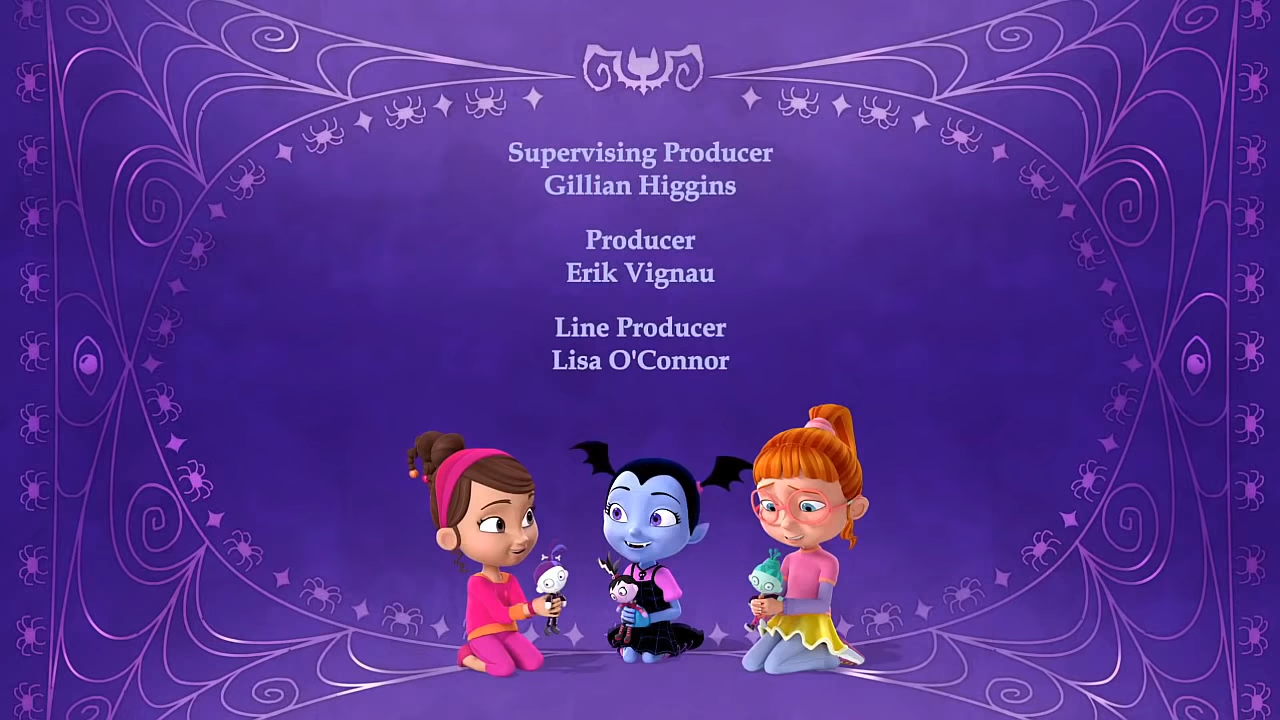 Supervising Producer
Gillian Higgins
Producer
Erik Vignau
Line Producer
Lisa O'Connor